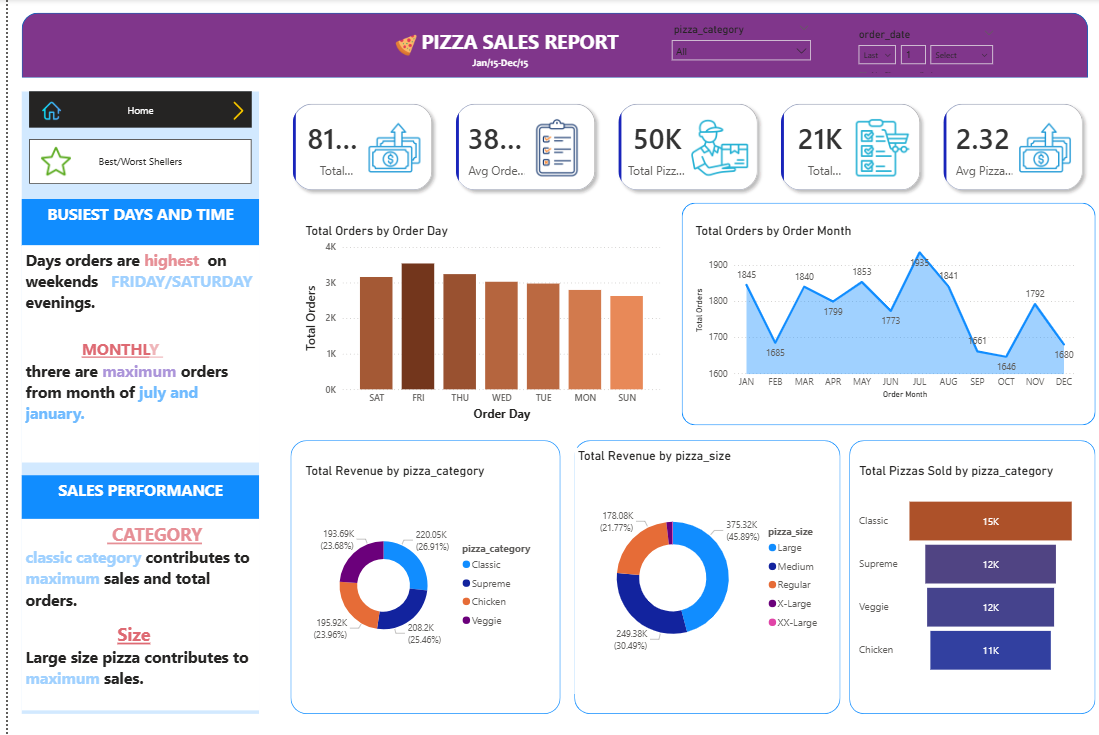 PIZZA SALES REPORT
Jan/15-Dec/15
pizza_category
All
order_date
Last
1
Select
Home
Best/Worst Shellers
BUSIEST DAYS AND TIME
Days orders are highest on
weekends FRIDAY/SATURDAY
evenings.
MONTHLY
threre are maximum orders
from month of july and
january.
SALES PERFORMANCE
CATEGORY
classic category contributes to
maximum sales and total
orders.
Size
Large size pizza contributes to
maximum sales.
81...
Total...
38...
Avg Orde...
50K
Total Pizz...
21K
Total...
2.32
Avg Pizza...
Total Orders by Order Day
Total Orders
4K
3K
2K
1K
0K
SAT FRI THU WED TUE MON SUN
Order Day
Total Orders by Order Month
Total Orders
1900
1800
1700
1600
1845 1685 1840 1799 1853 1773 1935 1841 1661 1646 1792 1680
JAN FEB MAR APR MAY JUN JUL AUG SEP OCT NOV DEC
Order Month
Total Revenue by pizza_category
193.69K
(23.68%)
220.05K
(26.91%)
195.92K
(23.96%)
208.2K
(25.46%)
pizza_category
Classic
Supreme
Chicken
Veggie
Total Revenue by pizza_size
178.08K
(21.77%)
375.32K
(45.89%)
249.38K
(30.49%)
pizza_size
Large
Medium
Regular
X-Large
XX-Large
Total Pizzas Sold by pizza_category
Classic 15K
Supreme 12K
Veggie 12K
Chicken 11K